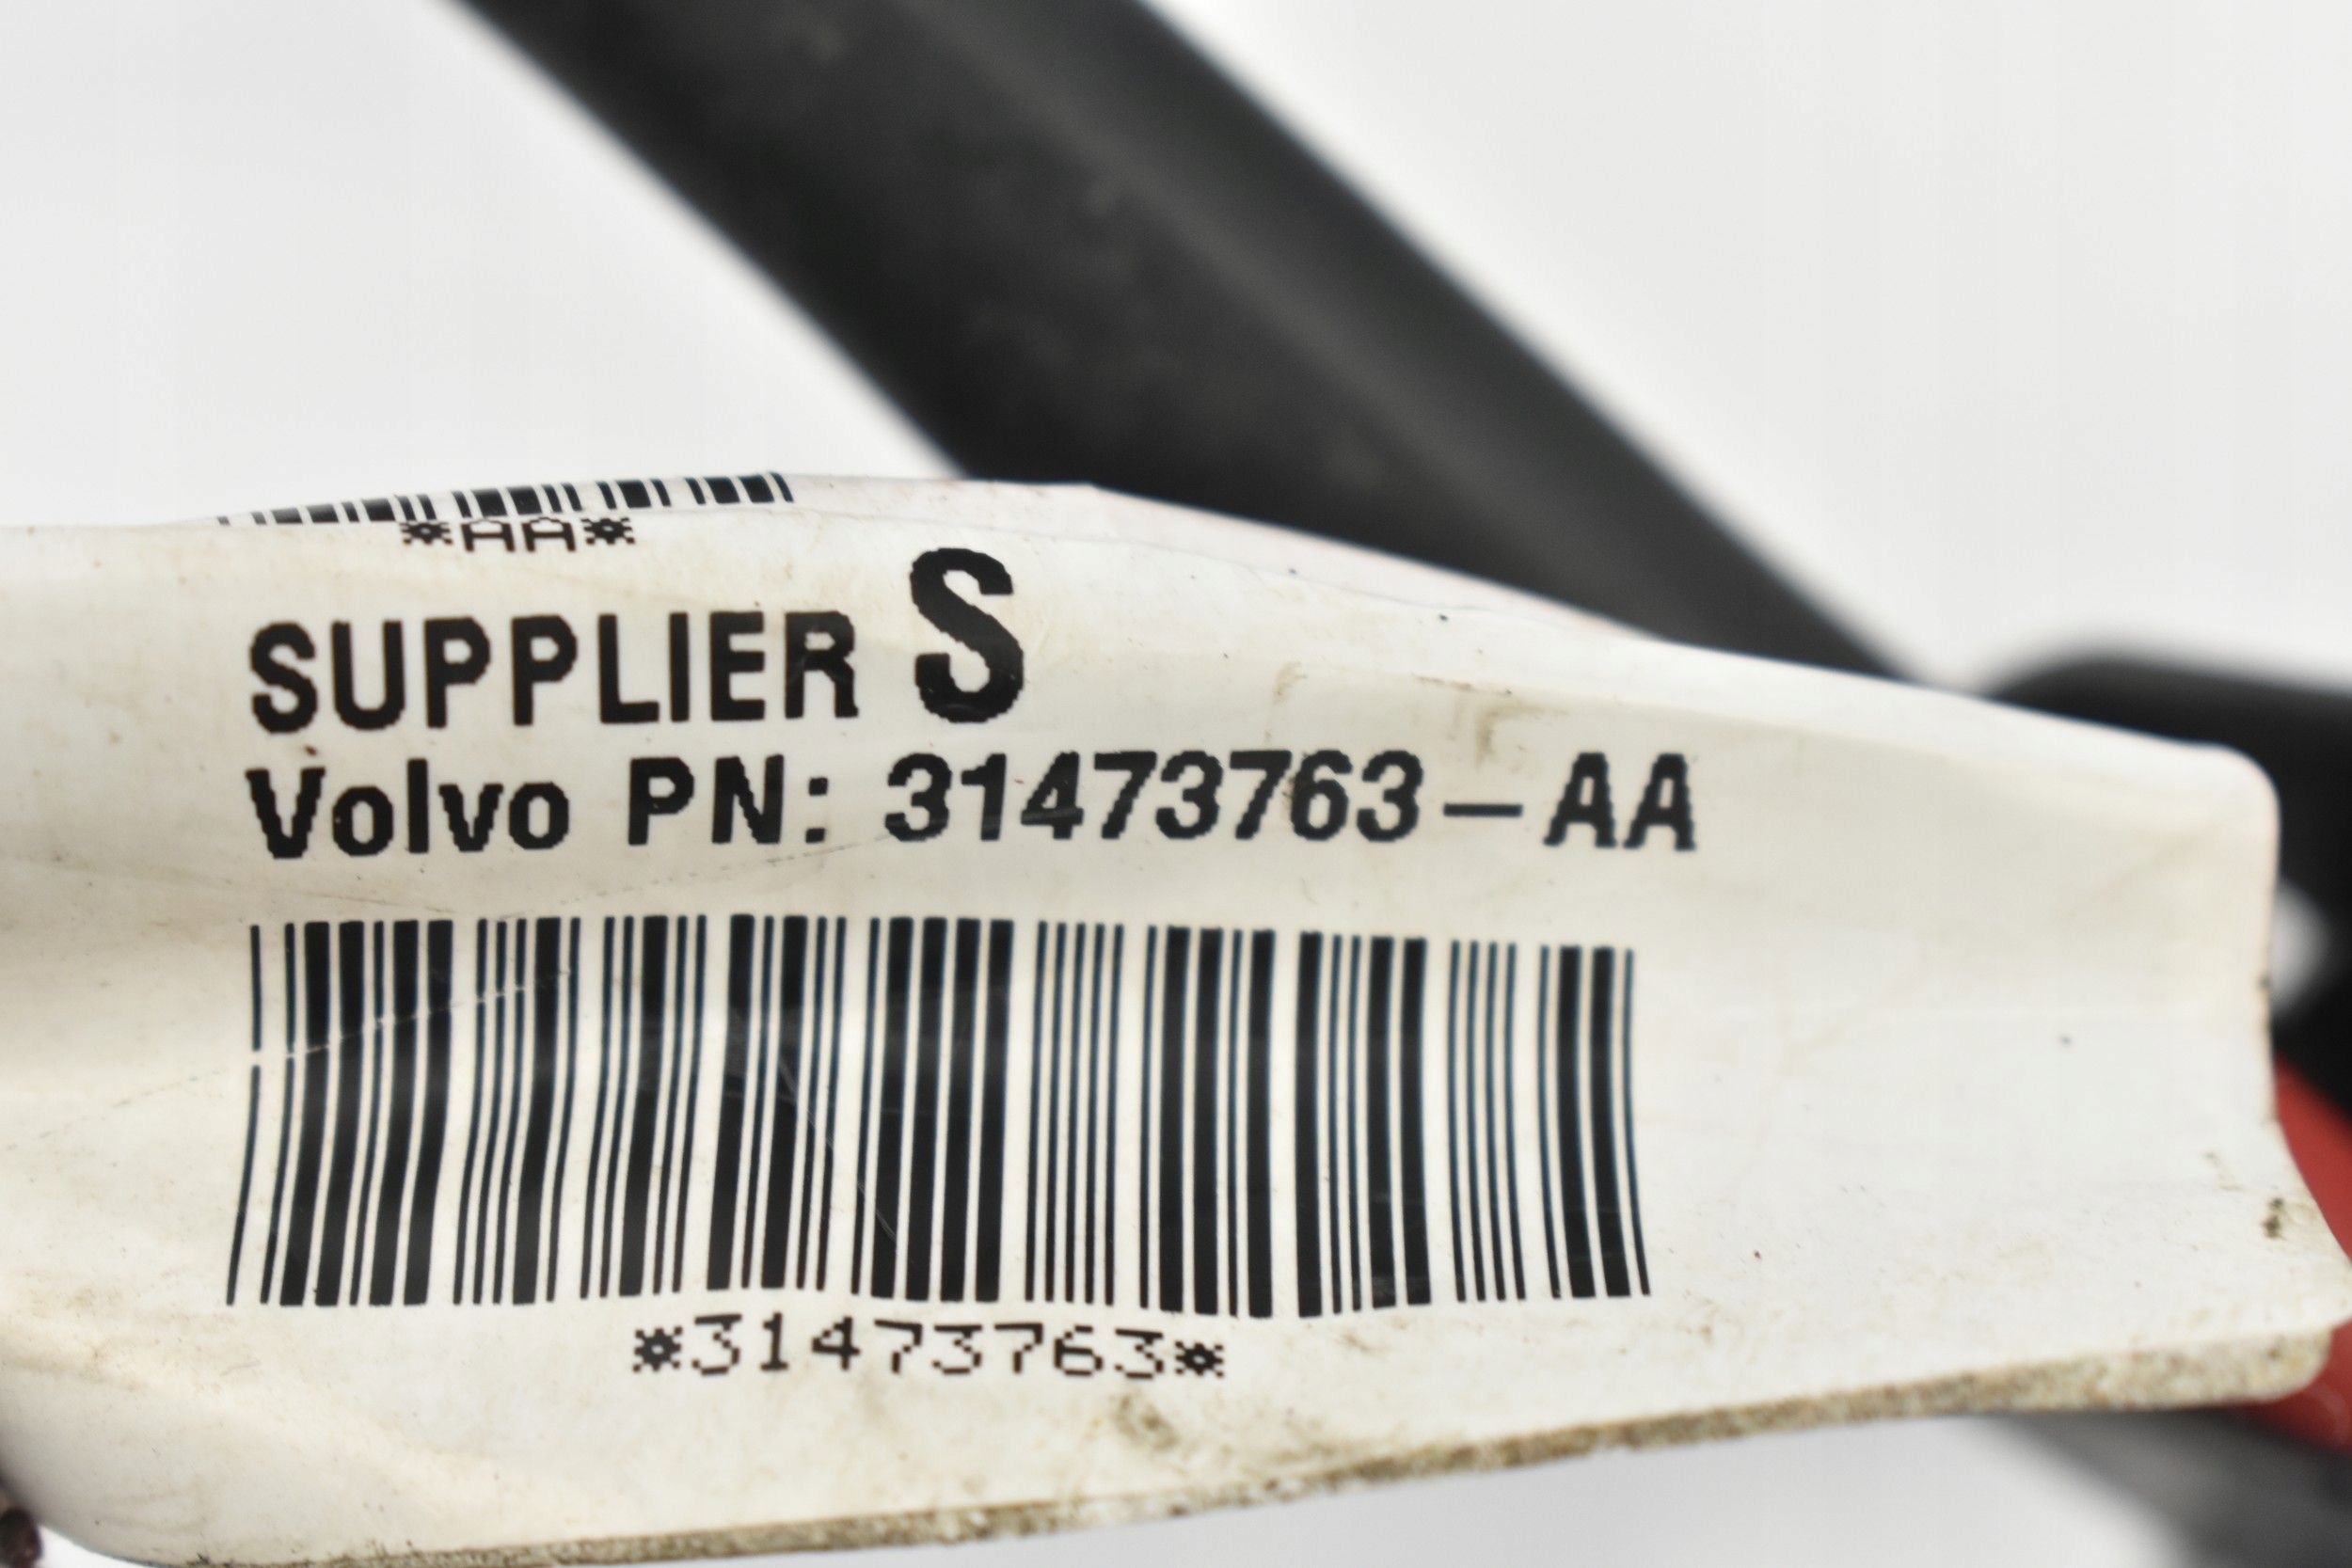 *AA*
SUPPLIER S
Volvo PN: 31473763-AA
*31473763*